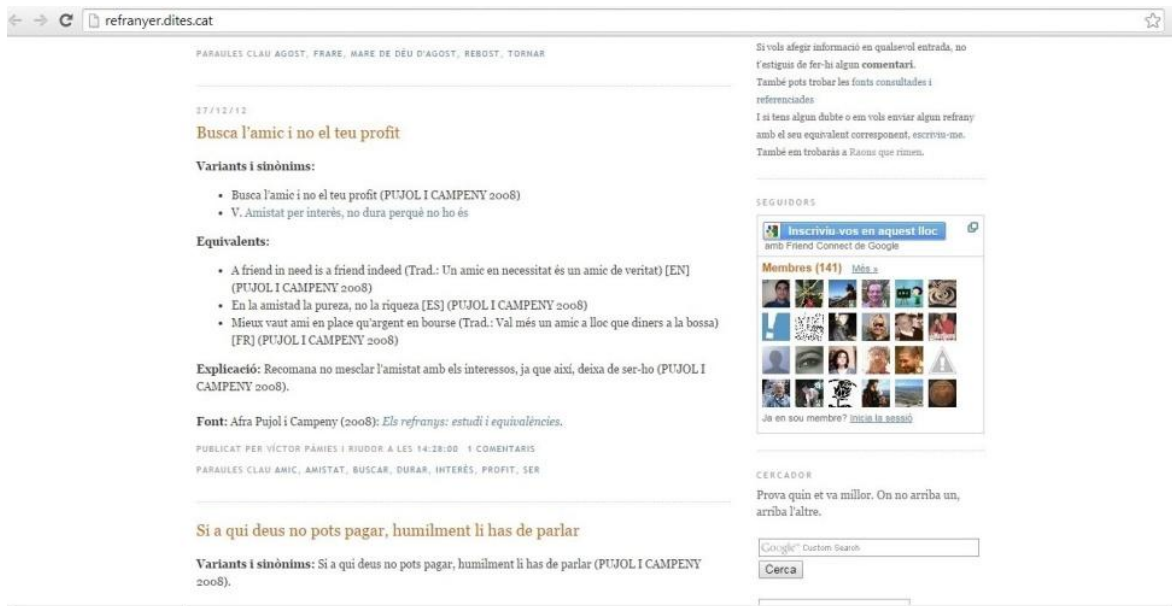 refranyer.dites.cat
PARAULES CLAU AGOST, FRARE, MARE DE DÉU D'AGOST, REBOST, TORNAR
27/12/12
Busca l'amic i no el teu profit
Variants i sinònims:
• Busca l'amic i no el teu profit (PUJOL I CAMPENY 2008)
• V. Amistat per interès, no dura perquè no ho és
Equivalents:
• A friend in need is a friend indeed (Trad.: Un amic en necessitat és un amic de veritat) [EN]
(PUJOL I CAMPENY 2008)
• En la amistad la pureza, no la riqueza [ES] (PUJOL I CAMPENY 2008)
• Mieux vaut ami en place qu'argent en bourse (Trad.: Val més un amic a lloc que diners a la bossa)
[FR] (PUJOL I CAMPENY 2008)
Explicació: Recomana no mesclar l'amistat amb els interessos, ja que així, deixa de ser-ho (PUJOL I
CAMPENY 2008).
Font: Afra Pujol i Campeny (2008): Els refranys: estudi i equivalències.
PUBLICAT PER VÍCTOR PÀMIES I RIUDOR A LES 14:28:00 1 COMENTARIS
PARAULES CLAU AMIC, AMISTAT, BUSCAR, DURAR, INTERÈS, PROFIT, SER
Si a qui deus no pots pagar, humilment li has de parlar
Variants i sinònims: Si a qui deus no pots pagar, humilment li has de parlar (PUJOL I CAMPENY
2008).
Si vols afegir informació en qualsevol entrada, no
t'estiguis de fer-hi algun comentari.
També pots trobar les fonts consultades i
referenciades
I si tens algun dubte o em vols enviar algun refrany
amb el seu equivalent corresponent, escriviu-me.
També em trobaràs a Raons que rimen.
SEGUIDORS
Inscriviu-vos en aquest lloc
amb Friend Connect de Google
Membres (141) Més »
Ja en sou membre? Inicia la sessió
CERCADOR
Prova quin et va millor. On no arriba un,
arriba l'altre.
Google™ Custom Search
Cerca